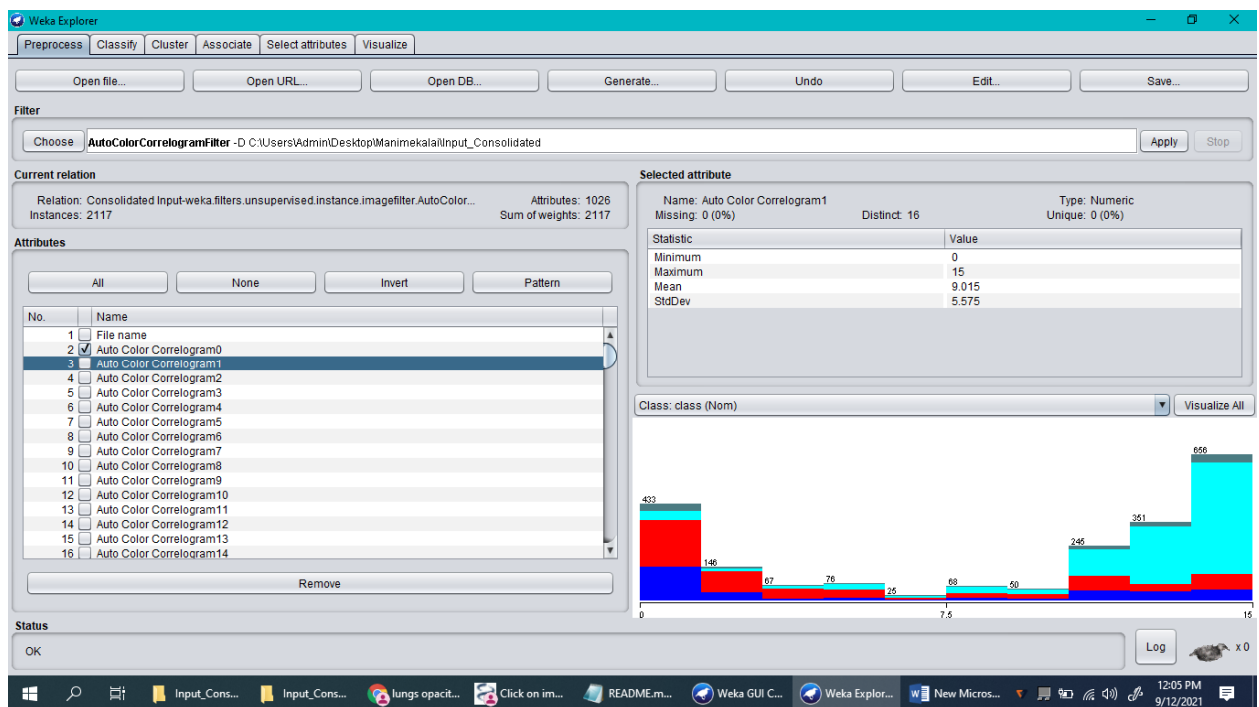 Weka Explorer
Preprocess Classify Cluster Associate Select attributes Visualize
Open file... Open URL... Open DB... Generate... Undo Edit... Save...
Filter
Choose AutoColorCorrelogramFilter -D C:\Users\Admin\Desktop\Manimekalai\Input_Consolidated Apply Stop
Current relation
Relation: Consolidated Input-weka.filters.unsupervised.instance.imagefilter.AutoColor... Attributes: 1026
Instances: 2117 Sum of weights: 2117
Attributes
All None Invert Pattern
No. Name
1 File name
2 Auto Color Correlogram0
3 Auto Color Correlogram1
4 Auto Color Correlogram2
5 Auto Color Correlogram3
6 Auto Color Correlogram4
7 Auto Color Correlogram5
8 Auto Color Correlogram6
9 Auto Color Correlogram7
10 Auto Color Correlogram8
11 Auto Color Correlogram9
12 Auto Color Correlogram10
13 Auto Color Correlogram11
14 Auto Color Correlogram12
15 Auto Color Correlogram13
16 Auto Color Correlogram14
Remove
Selected attribute
Name: Auto Color Correlogram1 Type: Numeric
Missing: 0 (0%) Distinct: 16 Unique: 0 (0%)
Statistic Value
Minimum 0
Maximum 15
Mean 9.015
StdDev 5.575
Class: class (Nom) Visualize All
433 146 67 76 25 68 50 245 351 656
0 7.5 15
Status
OK Log x 0
Input_Cons... Input_Cons... lungs opacit... Click on im... README.m... Weka GUI C... Weka Explor... New Micros... 12:05 PM
9/12/2021